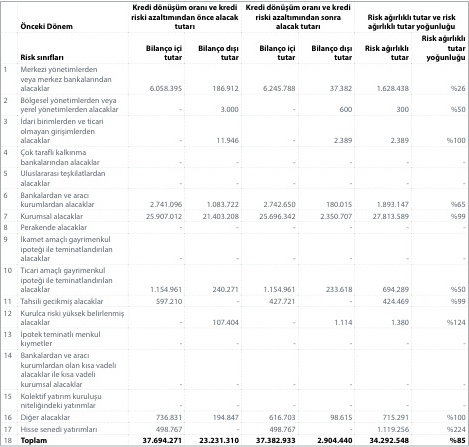 Önceki Dönem
Kredi dönüşüm oranı ve kredi riski azaltımından önce alacak tutarı
Kredi dönüşüm oranı ve kredi riski azaltımından sonra alacak tutarı
Risk ağırlıklı tutar ve risk ağırlıklı tutar yoğunluğu
Risk sınıfları Bilanço içi tutar Bilanço dışı tutar Bilanço içi tutar Bilanço dışı tutar Risk ağırlıklı tutar Risk ağırlıklı tutar yoğunluğu
1 Merkezi yönetimlerden
veya merkez bankalarından
alacaklar 6.058.395 186.912 6.245.788 37.382 1.628.438 %26
2 Bölgesel yönetimlerden veya
yerel yönetimlerden alacaklar - 3.000 - 600 300 %50
3 İdari birimlerden ve ticari
olmayan girişimlerden
alacaklar - 11.946 - 2.389 2.389 %100
4 Çok taraflı kalkınma
bankalarından alacaklar - - - - - -
5 Uluslararası teşkilatlardan
alacaklar - - - - - -
6 Bankalardan ve aracı
kurumlardan alacaklar 2.741.096 1.083.722 2.742.650 180.015 1.893.147 %65
7 Kurumsal alacaklar 25.907.012 21.403.208 25.696.342 2.350.707 27.813.589 %99
8 Perakende alacaklar - - - - - -
9 İkamet amaçlı gayrimenkul
ipoteği ile teminatlandırılan
alacaklar - - - - - -
10 Ticari amaçlı gayrimenkul
ipoteği ile teminatlandırılan
alacaklar 1.154.961 240.271 1.154.961 233.618 694.289 %50
11 Tahsili gecikmiş alacaklar 597.210 - 427.721 - 424.469 %99
12 Kurulca riski yüksek belirlenmiş
alacaklar - 107.404 - 1.114 1.380 %124
13 İpotek teminatlı menkul
kıymetler - - - - - -
14 Bankalardan ve aracı
kurumlardan olan kısa vadeli
alacaklar ile kısa vadeli
kurumsal alacaklar - - - - - -
15 Kolektif yatırım kuruluşu
niteliğindeki yatırımlar - - - - - -
16 Diğer alacaklar 736.831 194.847 616.703 98.615 715.291 %100
17 Hisse senedi yatırımları 498.767 - 498.767 - 1.119.256 %224
18 Toplam 37.694.271 23.231.310 37.382.933 2.904.440 34.292.548 %85